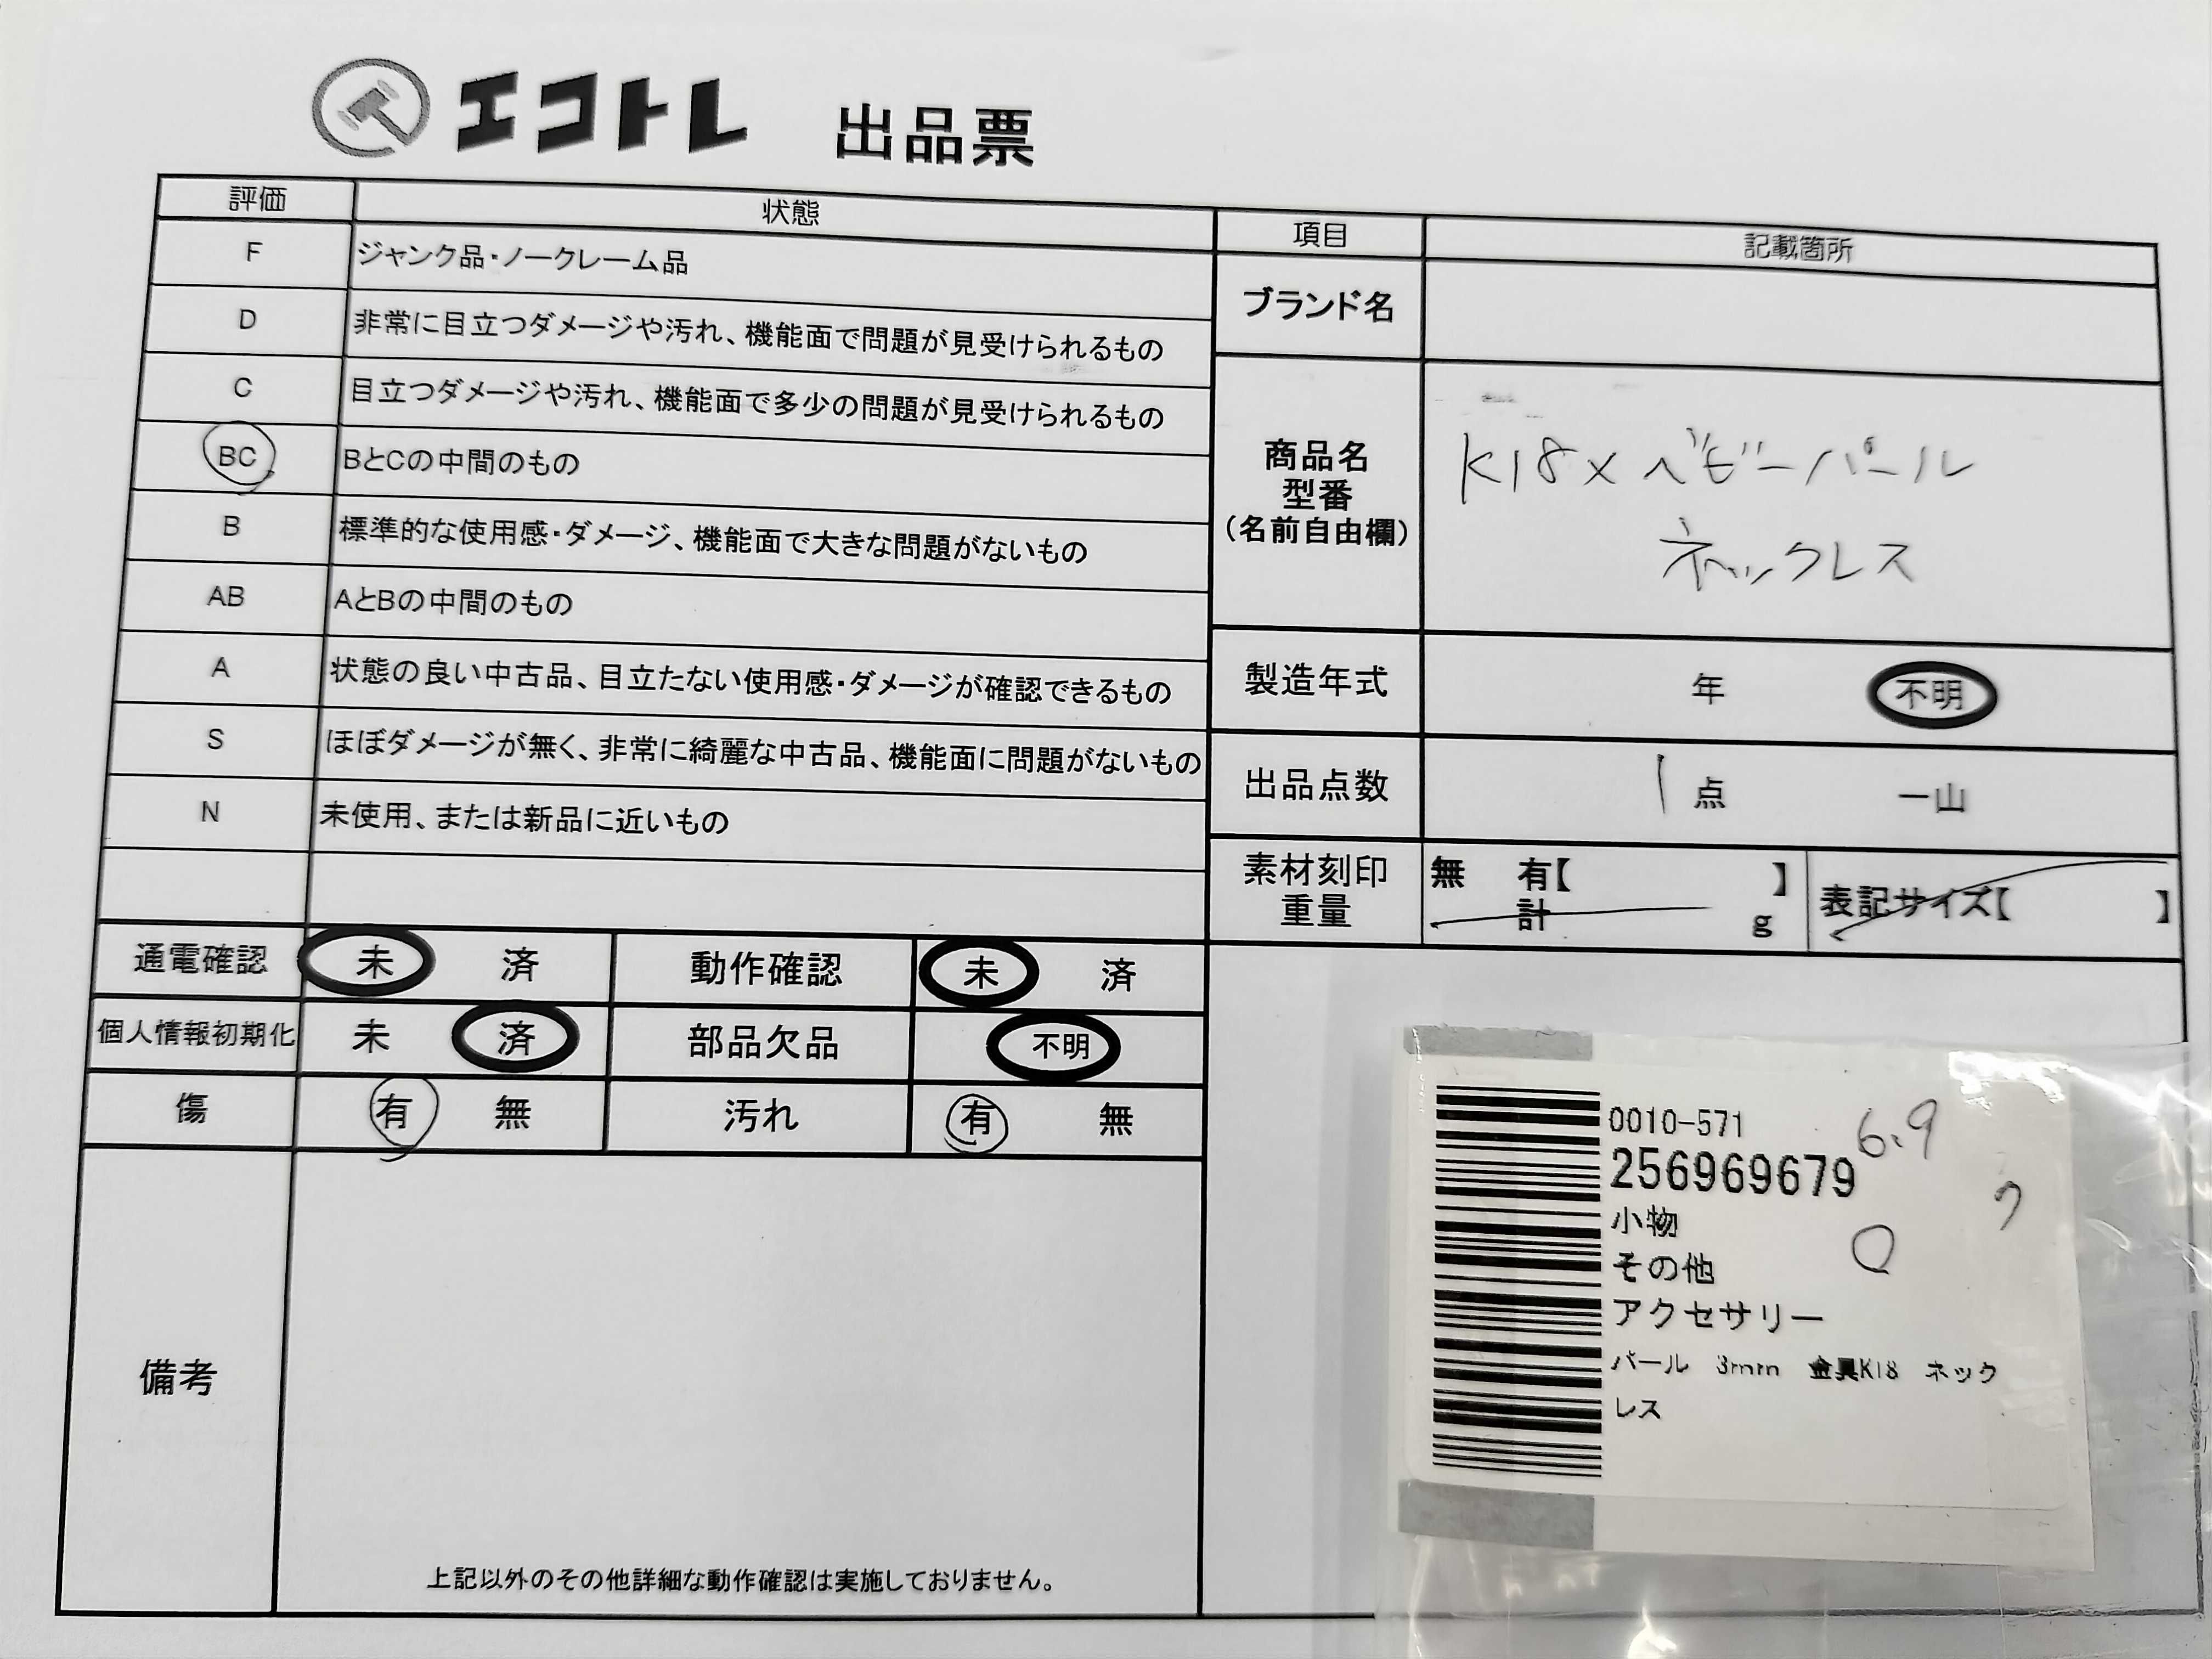 エコトレ 出品票
評価 状態
F ジャンク品・ノークレーム品
D 非常に目立つダメージや汚れ、機能面で問題が見受けられるもの
C 目立つダメージや汚れ、機能面で多少の問題が見受けられるもの
BC BとCの中間のもの
B 標準的な使用感・ダメージ、機能面で大きな問題がないもの
AB AとBの中間のもの
A 状態の良い中古品、目立たない使用感・ダメージが確認できるもの
S ほぼダメージが無く、非常に綺麗な中古品、機能面に問題がないもの
N 未使用、または新品に近いもの
通電確認 未 済 動作確認 未 済
個人情報初期化 未 済 部品欠品 不明
傷 有 無 汚れ 有 無
備考
上記以外のその他詳細な動作確認は実施しておりません。
項目 記載箇所
ブランド名
商品名
型番
(名前自由欄)
K18×ベビーパール
ネックレス
製造年式 年 不明
出品点数 1点 一山
素材刻印
重量
無 有【 】
計 g
表記サイズ【 】
0010-571
6.9
256969679
ク
小物
その他
アクセサリー
パール 3mm 金具K18 ネック
レス